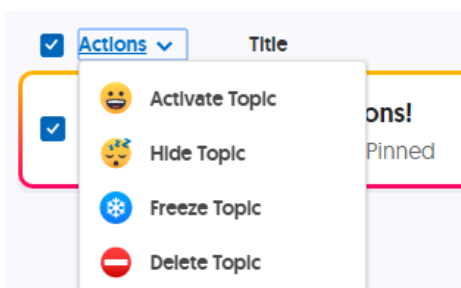 Actions Title
Activate Topic
ons!
Hide Topic
Pinned
Freeze Topic
Delete Topic